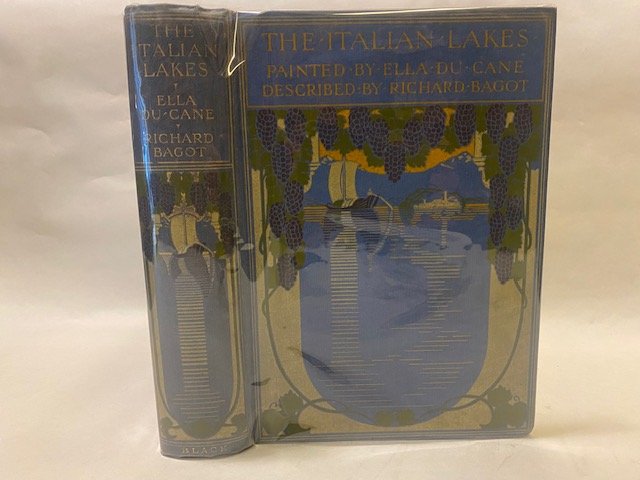 THE
ITALIAN
LAKES
ELLA
DU·CANE
RICHARD
BAGOT
BLACK
THE·ITALIAN·LAKES
PAINTED·BY·ELLA·DU·CANE
DESCRIBED·BY·RICHARD·BAGOT